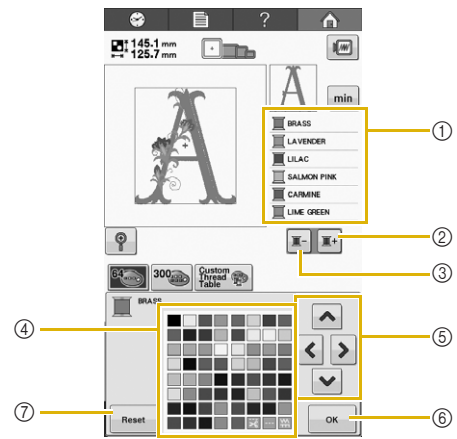 ?
145.1 mm
125.7 mm
min
BRASS
LAVENDER
LILAC
SALMON PINK
CARMINE
LIME GREEN
①
②
③
64
300
Custom
Thread
Table
BRASS
④
⑤
⑥
⑦
Reset
OK